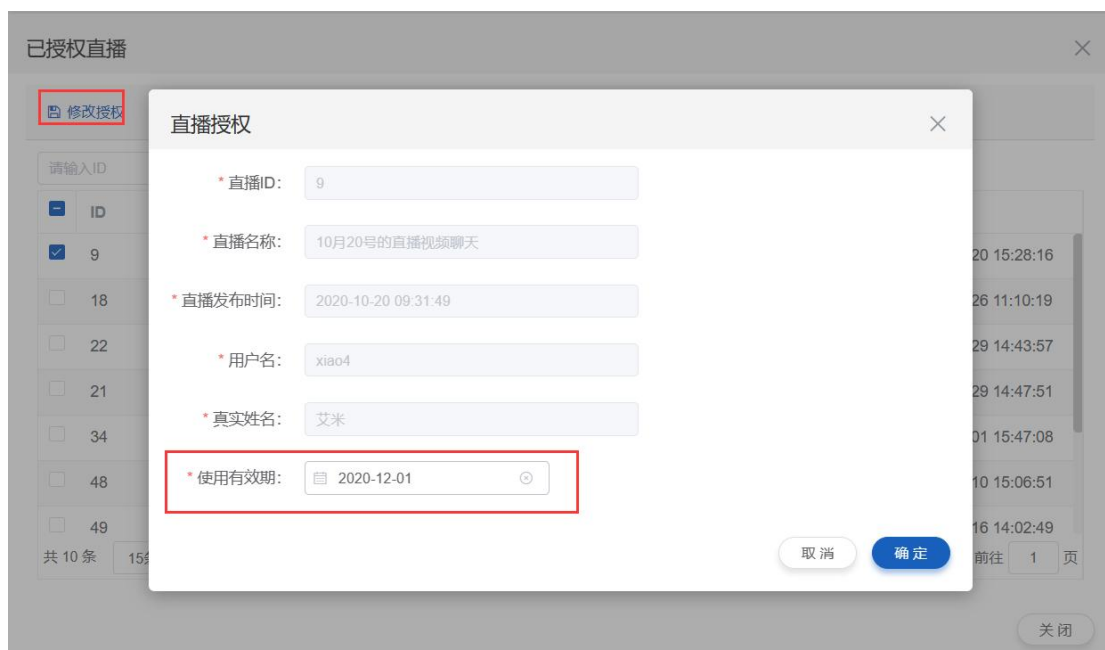 已授权直播
修改授权
直播授权
请输入ID
* 直播ID: 9
ID
* 直播名称: 10月20号的直播视频聊天
9 20 15:28:16
* 直播发布时间: 2020-10-20 09:31:49
18 26 11:10:19
22 29 14:43:57
* 用户名: xiao4
21 29 14:47:51
* 真实姓名: 艾米
34 01 15:47:08
* 使用有效期: 2020-12-01
48 10 15:06:51
49 16 14:02:49
取消 确定
共 10 条 15条 前往 1 页
关闭